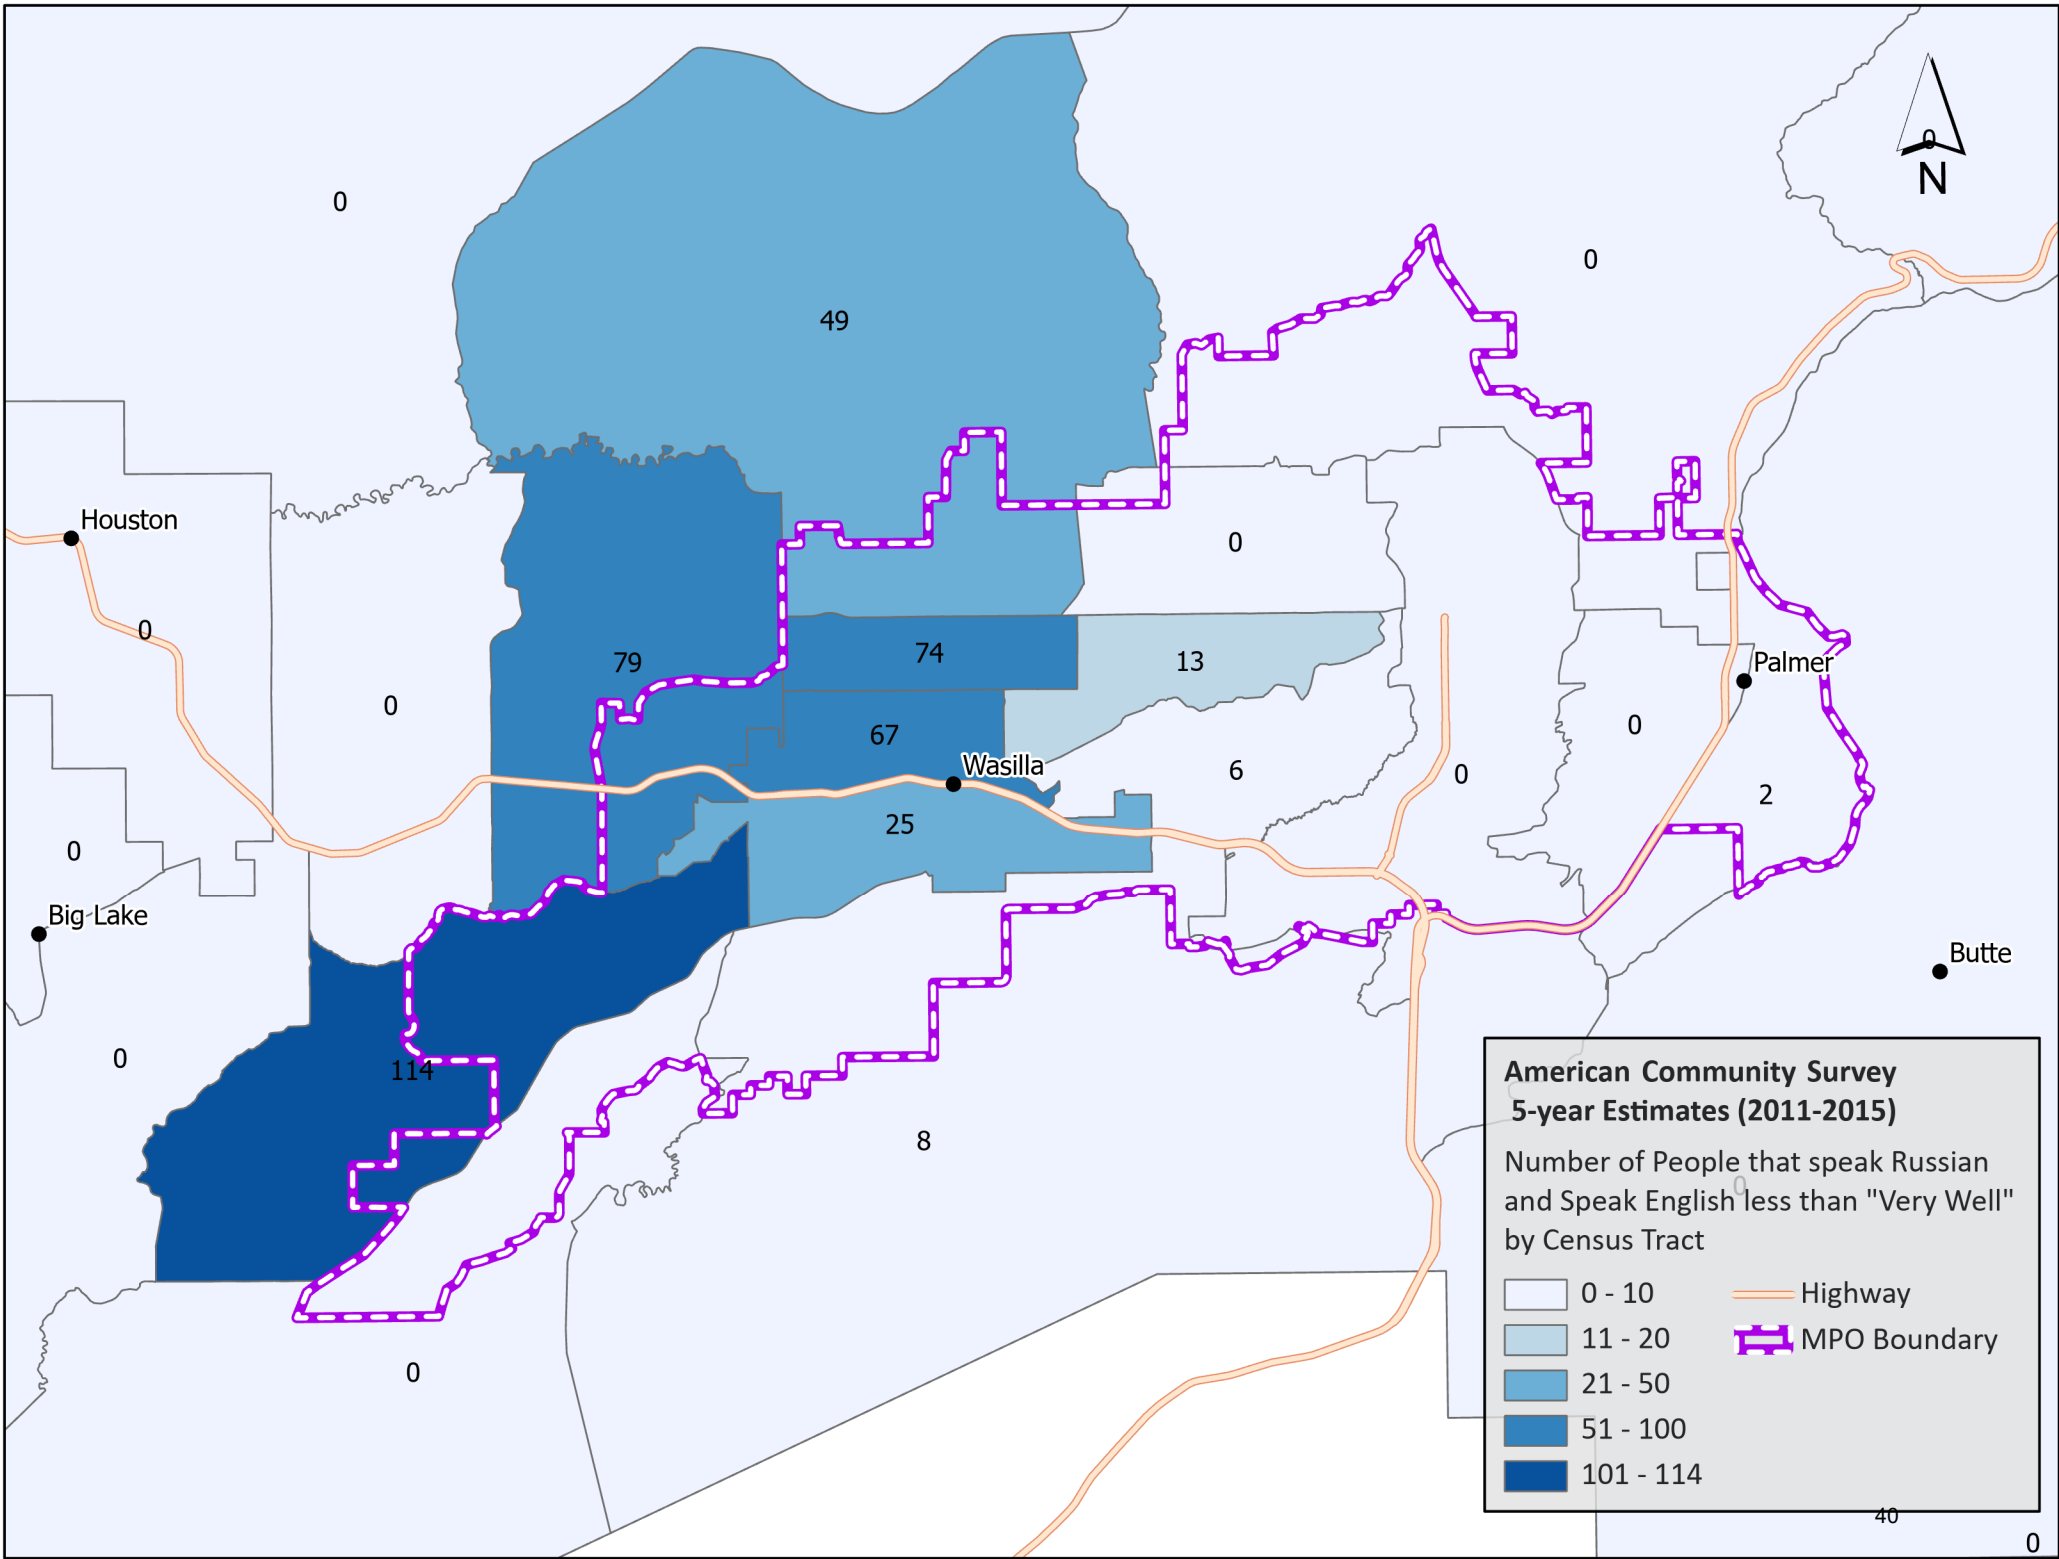 0
N
0
0
49
Houston
0
0
79
74
13
0
0
Palmer
67
Wasilla
6
0
0
2
25
0
Big Lake
Butte
0
114
8
0
0
American Community Survey
5-year Estimates (2011-2015)
Number of People that speak Russian
and Speak English less than "Very Well"
by Census Tract
0 - 10
11 - 20
21 - 50
51 - 100
101 - 114
Highway
MPO Boundary
40
0